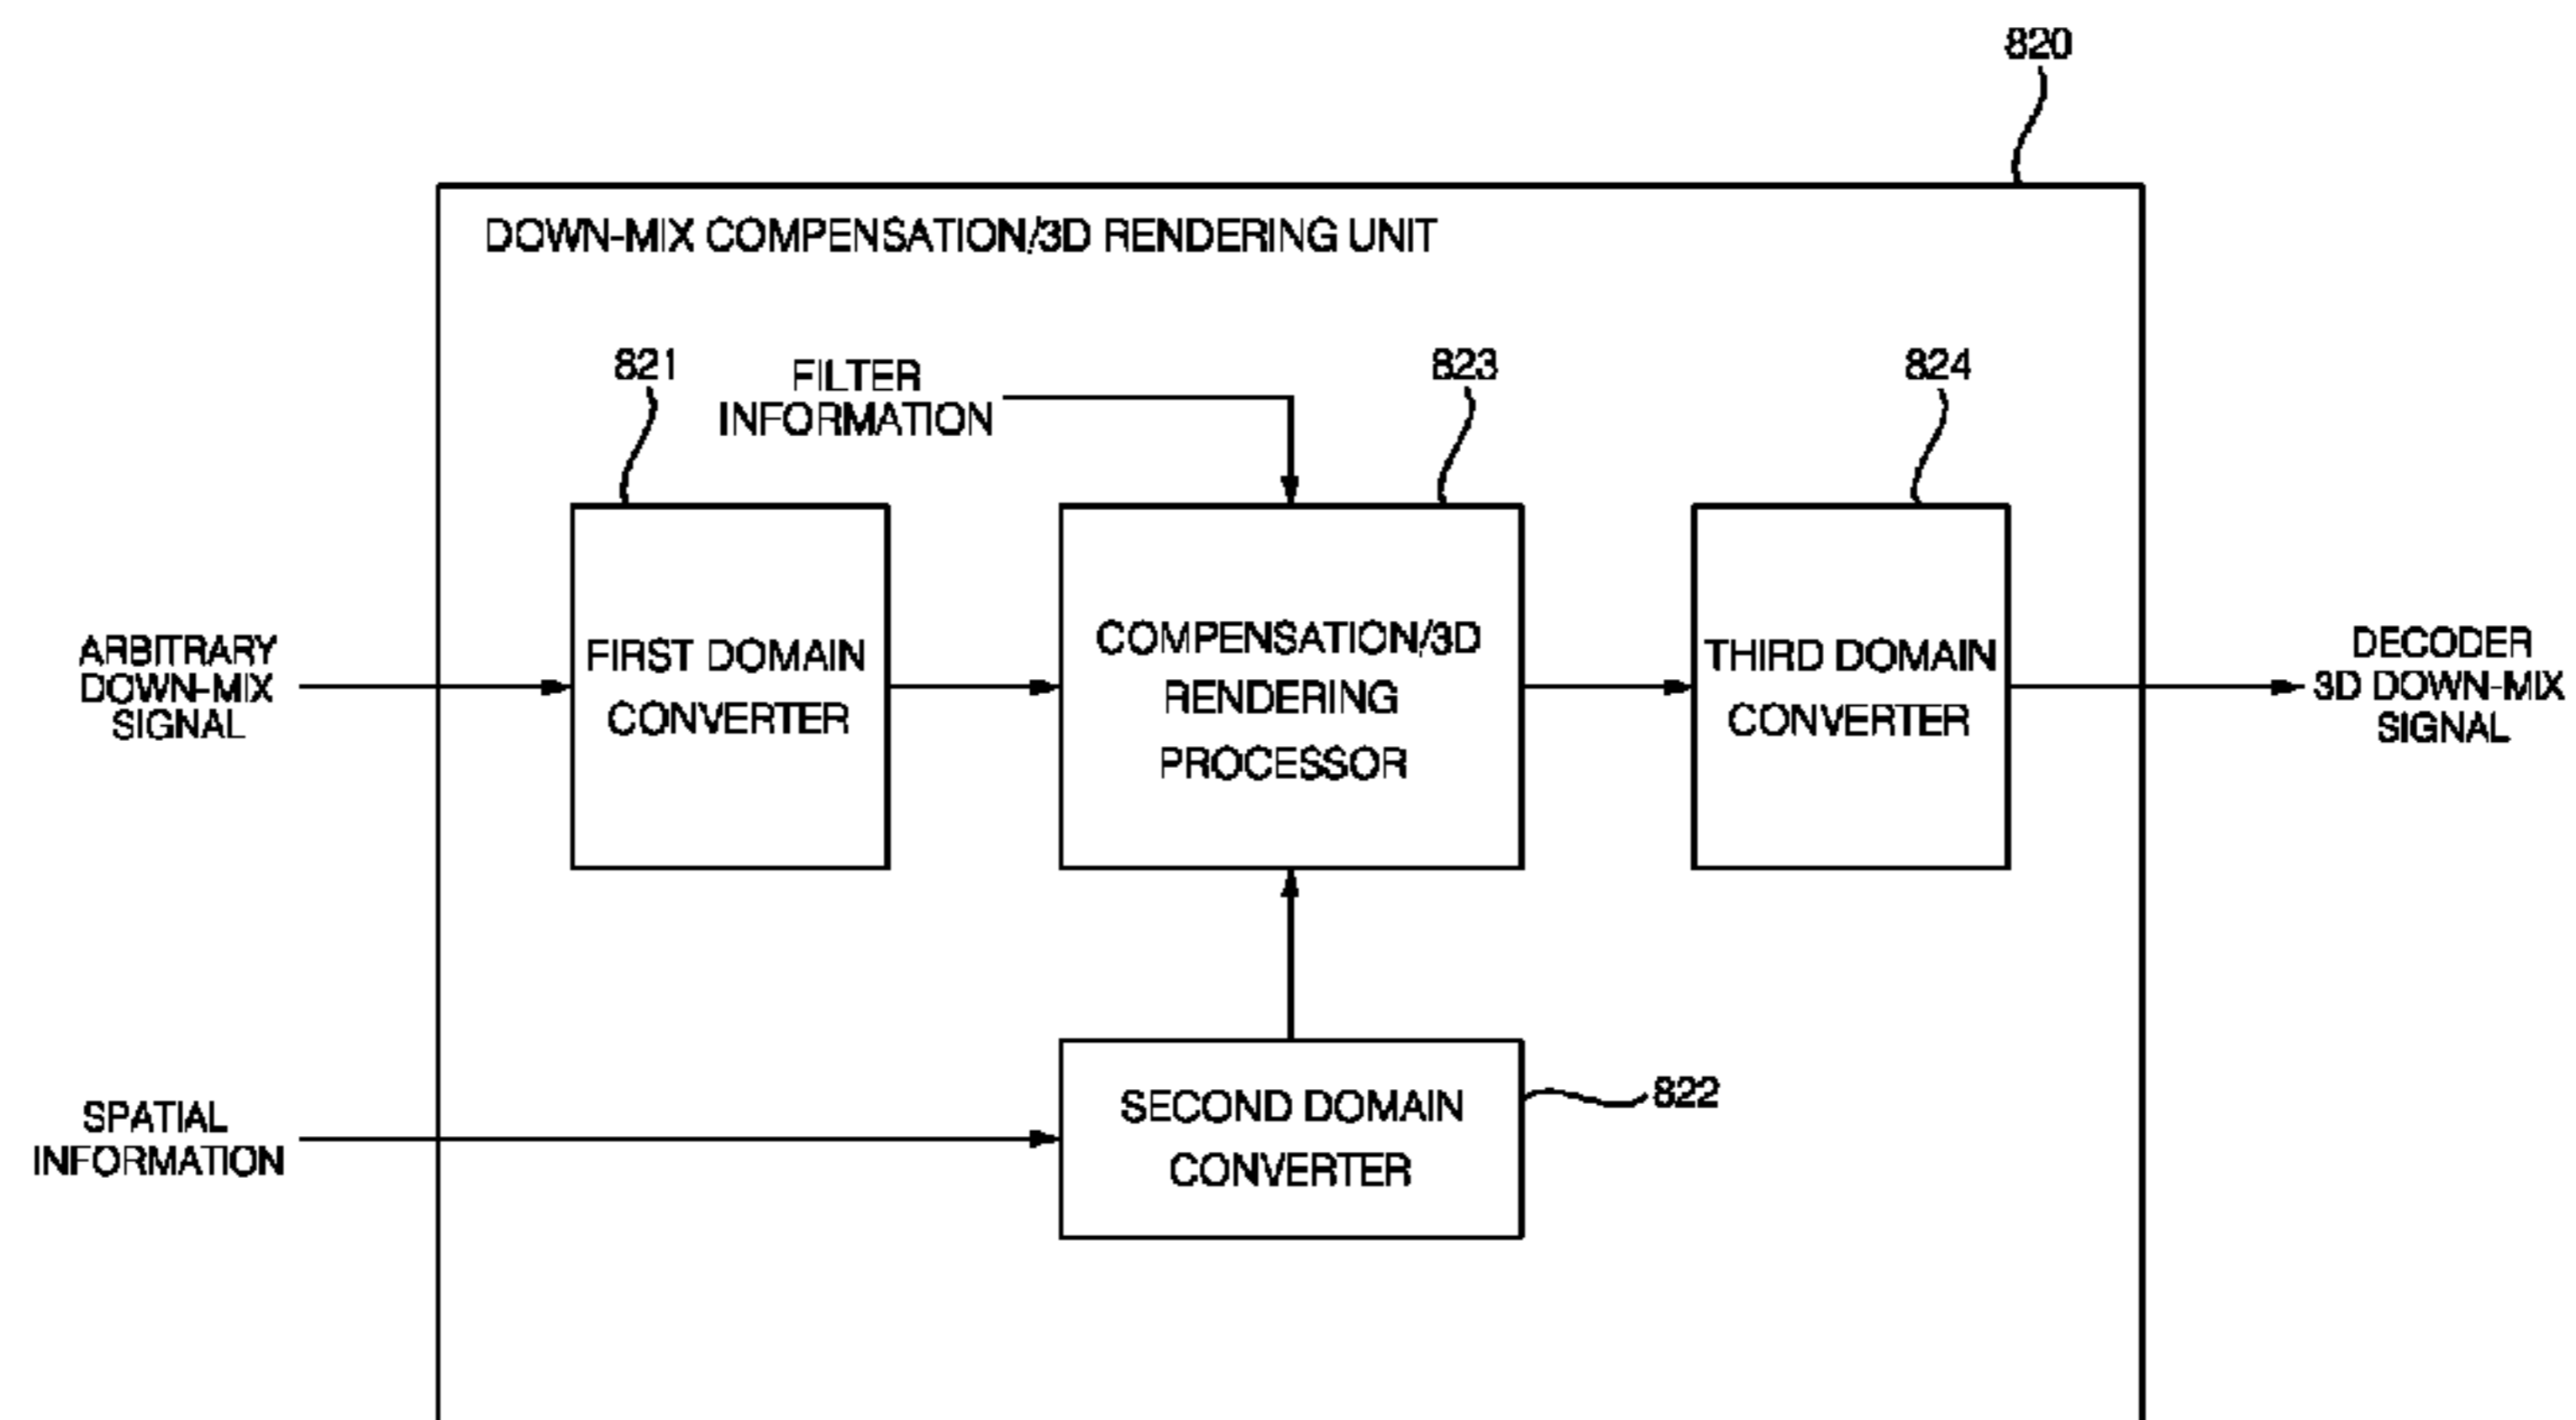 820
DOWN-MIX COMPENSATION/3D RENDERING UNIT
821
FILTER
INFORMATION
823
824
ARBITRARY
DOWN-MIX
SIGNAL
FIRST DOMAIN
CONVERTER
COMPENSATION/3D
RENDERING
PROCESSOR
THIRD DOMAIN
CONVERTER
DECODER
3D DOWN-MIX
SIGNAL
SPATIAL
INFORMATION
SECOND DOMAIN
CONVERTER
822